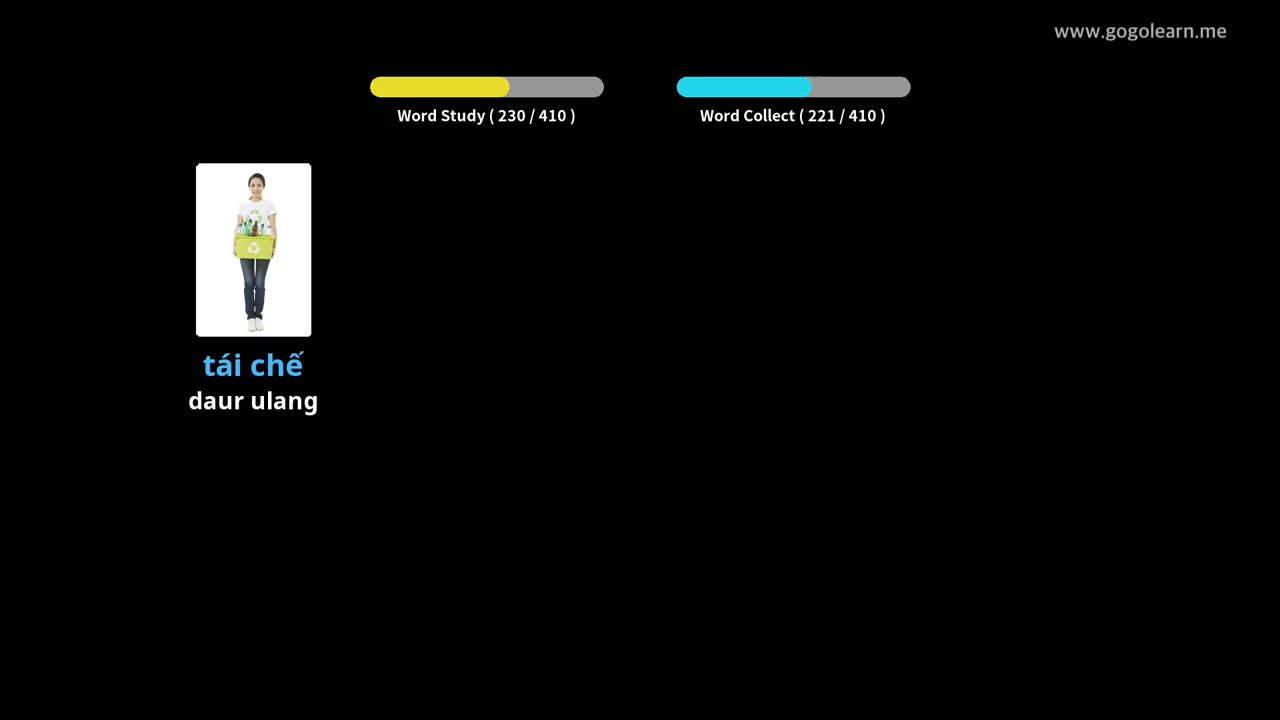 www.gogolearn.me
Word Study ( 230 / 410 )
Word Collect ( 221 / 410 )
tái chế
daur ulang